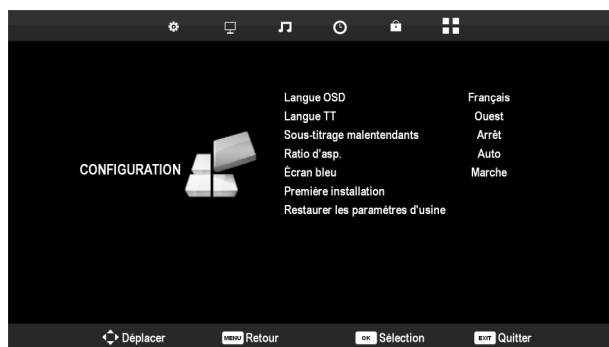 Langue OSD Français
Langue TT Ouest
Sous-titrage malentendants Arrêt
Ratio d'asp. Auto
CONFIGURATION
Écran bleu Marche
Première installation
Restaurer les paramètres d'usine
Déplacer MENU Retour OK Sélection EXIT Quitter